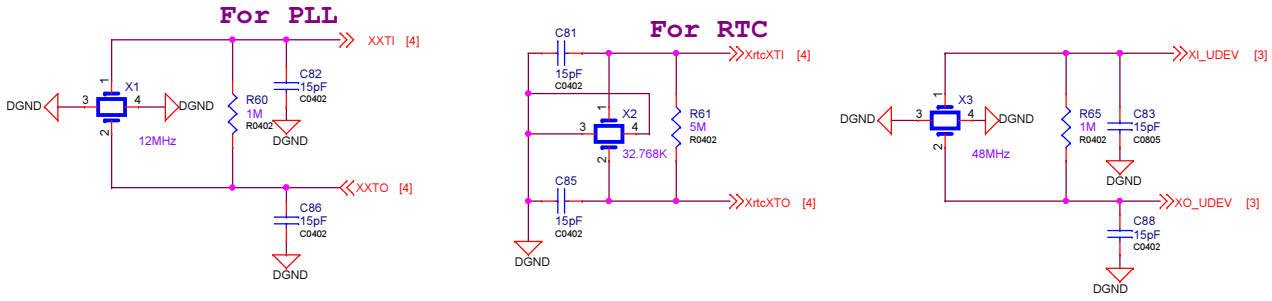 For PLL
XXTI [4]
C82
15pF
C0402
DGND
1
X1
3
4
2
12MHz
DGND
DGND
R60
1M
R0402
XXTO [4]
C86
15pF
C0402
DGND
For RTC
C81
15pF
C0402
XrtcXTI [4]
1
X2
3
4
2
32.768K
R61
5M
R0402
C85
15pF
C0402
XrtcXTO [4]
DGND
XI_UDEV [3]
1
X3
3
4
2
48MHz
DGND
DGND
R65
1M
R0402
C83
15pF
C0805
DGND
XO_UDEV [3]
C88
15pF
C0402
DGND